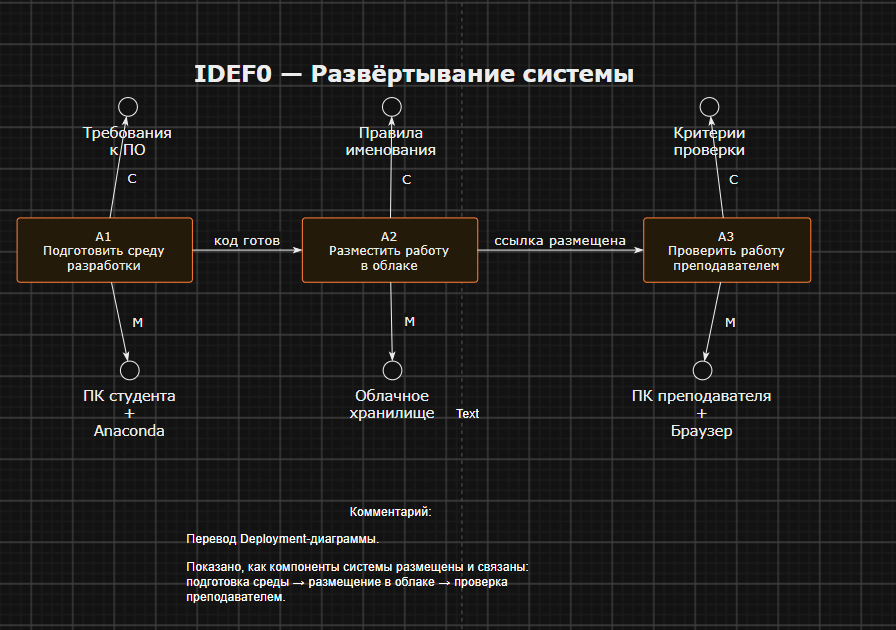 IDEF0 — Развёртывание системы
Требования
к ПО
Правила
именования
Критерии
проверки
C
C
C
A1
Подготовить среду
разработки
код готов
A2
Разместить работу
в облаке
ссылка размещена
A3
Проверить работу
преподавателем
M
M
M
ПК студента
+
Anaconda
Облачное
хранилище
Text
ПК преподавателя
+
Браузер
Комментарий:
Перевод Deployment-диаграммы.
Показано, как компоненты системы размещены и связаны:
подготовка среды → размещение в облаке → проверка
преподавателем.